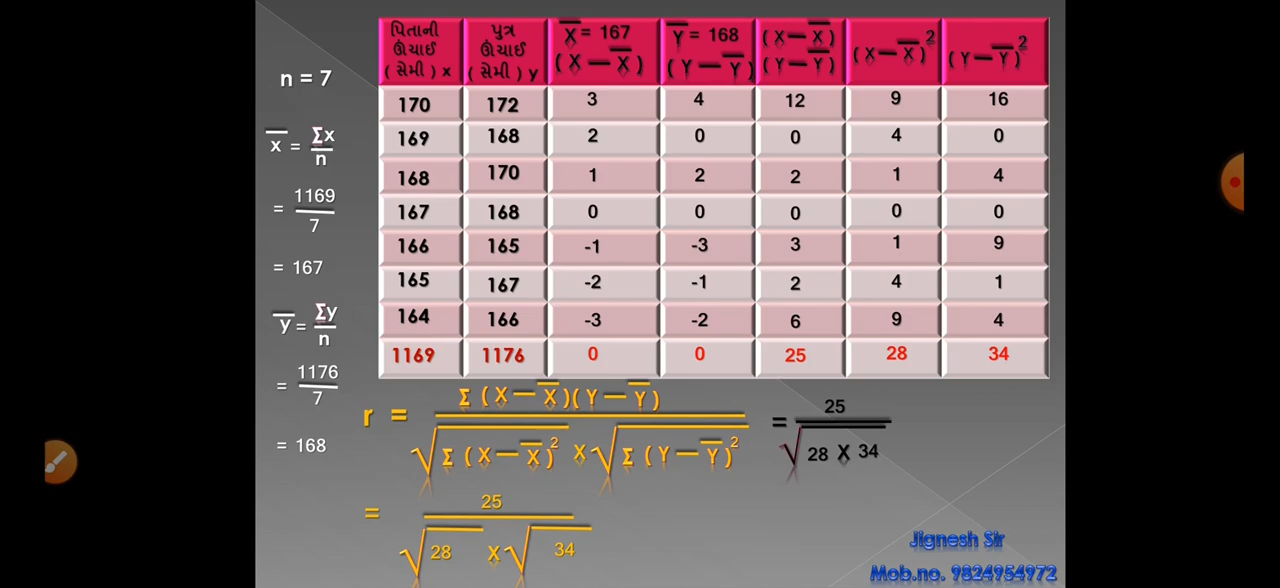 n = 7
x̄ = Σx / n
= 1169 / 7
= 167
ȳ = Σy / n
= 1176 / 7
= 168
પિતાની ઊંચાઈ ( સેમી ) x | પુત્ર ઊંચાઈ ( સેમી ) y | X̄ = 167 ( X — X̄ ) | Ȳ = 168 ( Y — Ȳ ) | ( X — X̄ ) ( Y — Ȳ ) | ( X — X̄ )² | ( Y — Ȳ )²
170 172 3 4 12 9 16
169 168 2 0 0 4 0
168 170 1 2 2 1 4
167 168 0 0 0 0 0
166 165 -1 -3 3 1 9
165 167 -2 -1 2 4 1
164 166 -3 -2 6 9 4
1169 1176 0 0 25 28 34
r = Σ ( X — X̄ )( Y — Ȳ ) / √Σ ( X — X̄ )² X √Σ ( Y — Ȳ )²
= 25 / √28 X 34
= 25 / √28 X √34
Jignesh Sir
Mob.no. 9824954972